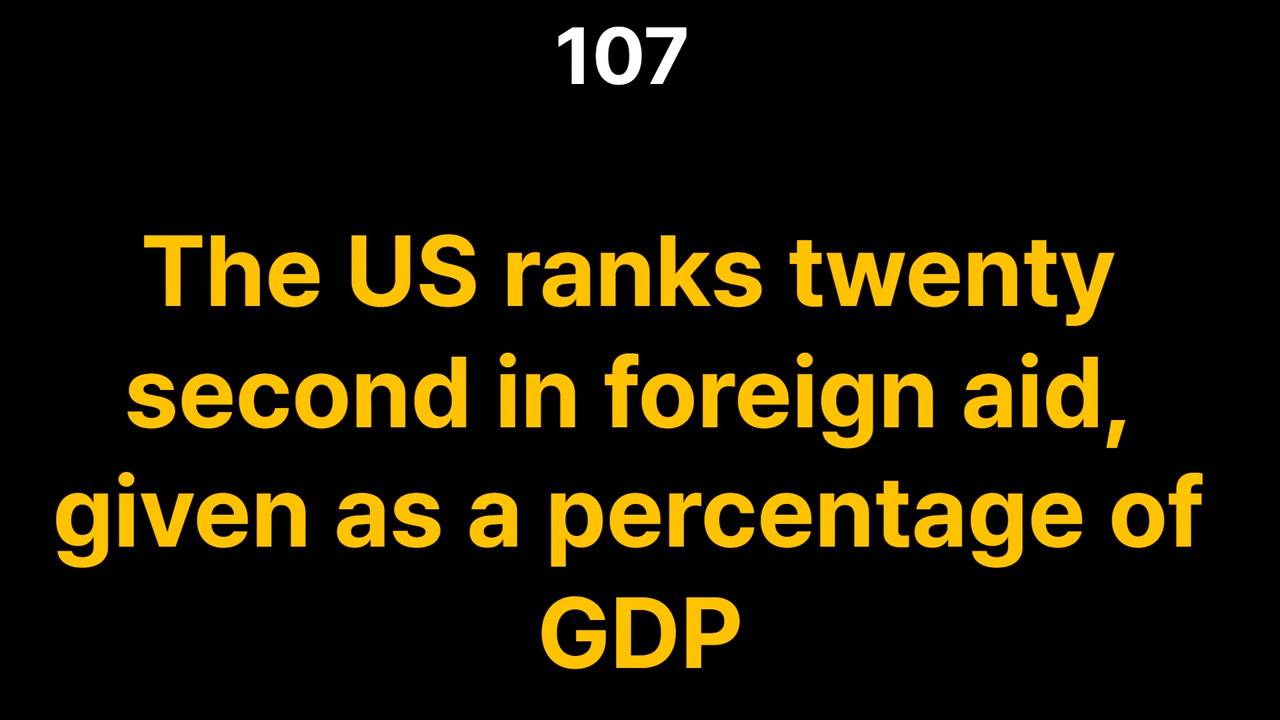 107
The US ranks twenty
second in foreign aid,
given as a percentage of
GDP